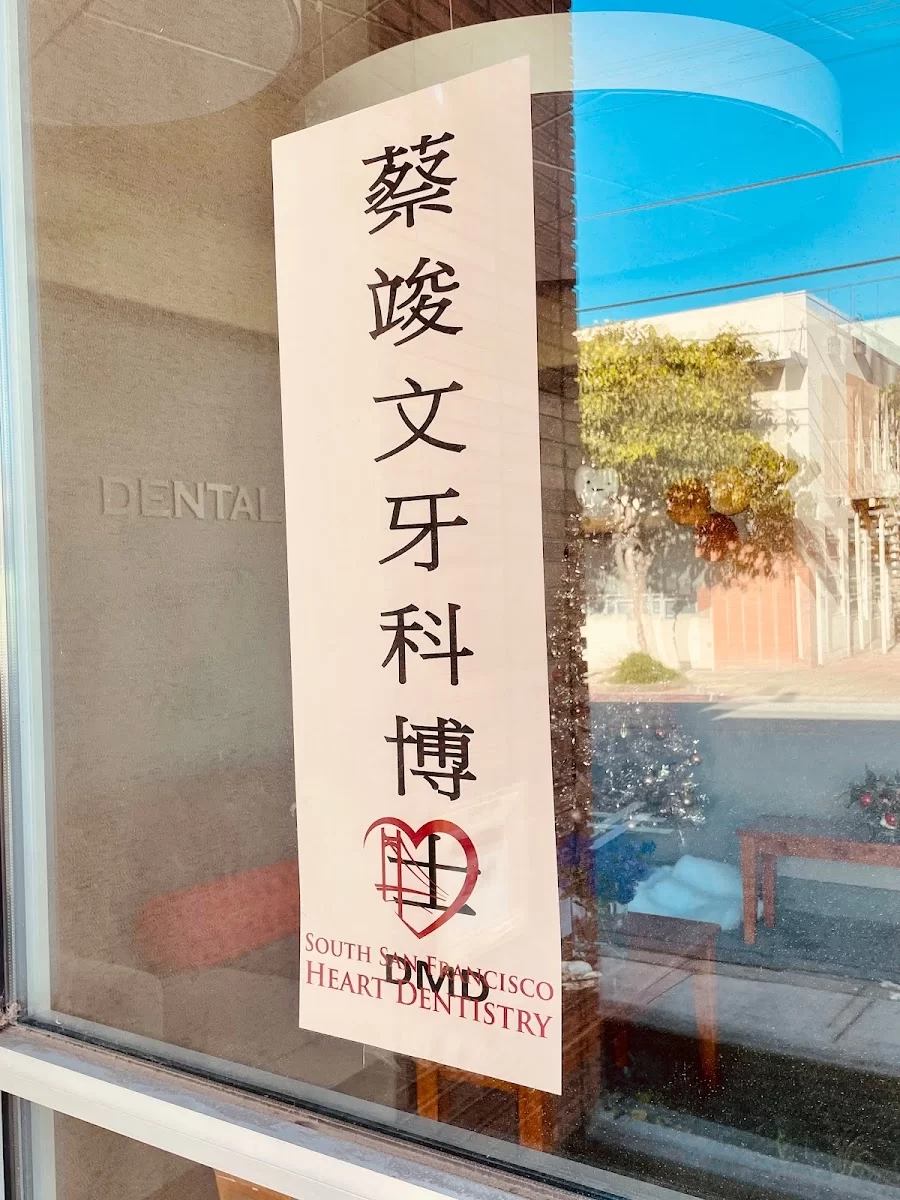 DENTAL
蔡竣文牙科博士
DMD
SOUTH SAN FRANCISCO
HEART DENTISTRY